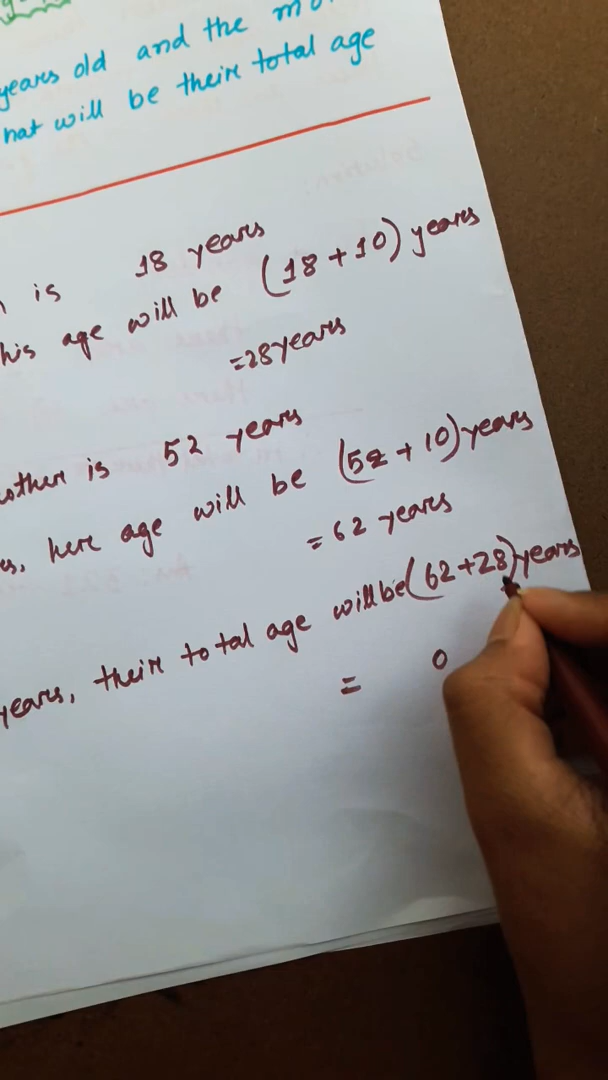 years old and the
hat will be their total age
is 18 years
his age will be (18 + 10) years
=28 years
other is 52 years
s, here age will be (52 + 10) years
= 62 years
years, their total age will be (62+28) years
= 0